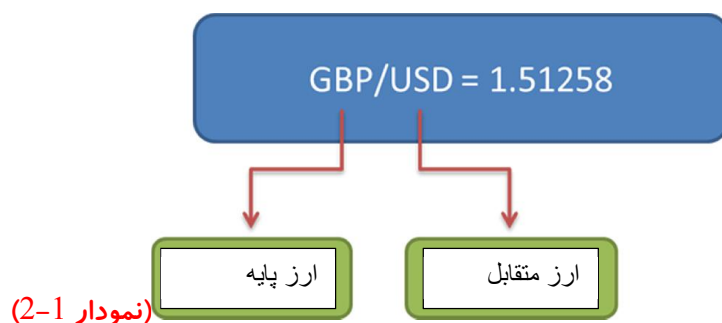 GBP/USD = 1.51258
ارز پایه
ارز متقابل
(نمودار 1-2)